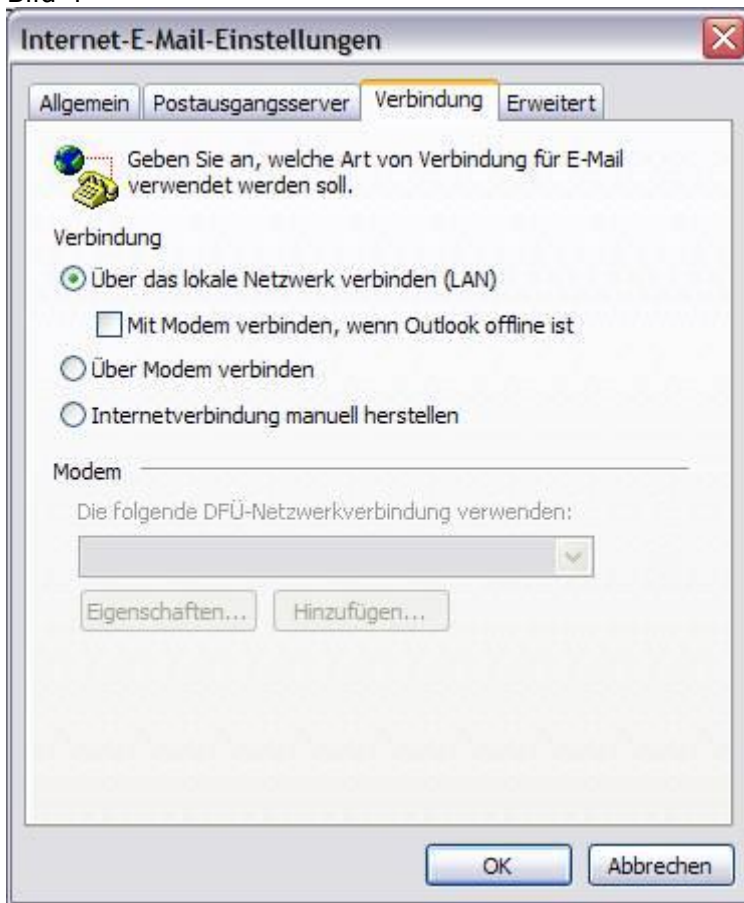 Internet-E-Mail-Einstellungen
Allgemein Postausgangsserver Verbindung Erweitert
Geben Sie an, welche Art von Verbindung für E-Mail
verwendet werden soll.
Verbindung
Über das lokale Netzwerk verbinden (LAN)
Mit Modem verbinden, wenn Outlook offline ist
Über Modem verbinden
Internetverbindung manuell herstellen
Modem
Die folgende DFÜ-Netzwerkverbindung verwenden:
Eigenschaften... Hinzufügen...
OK Abbrechen